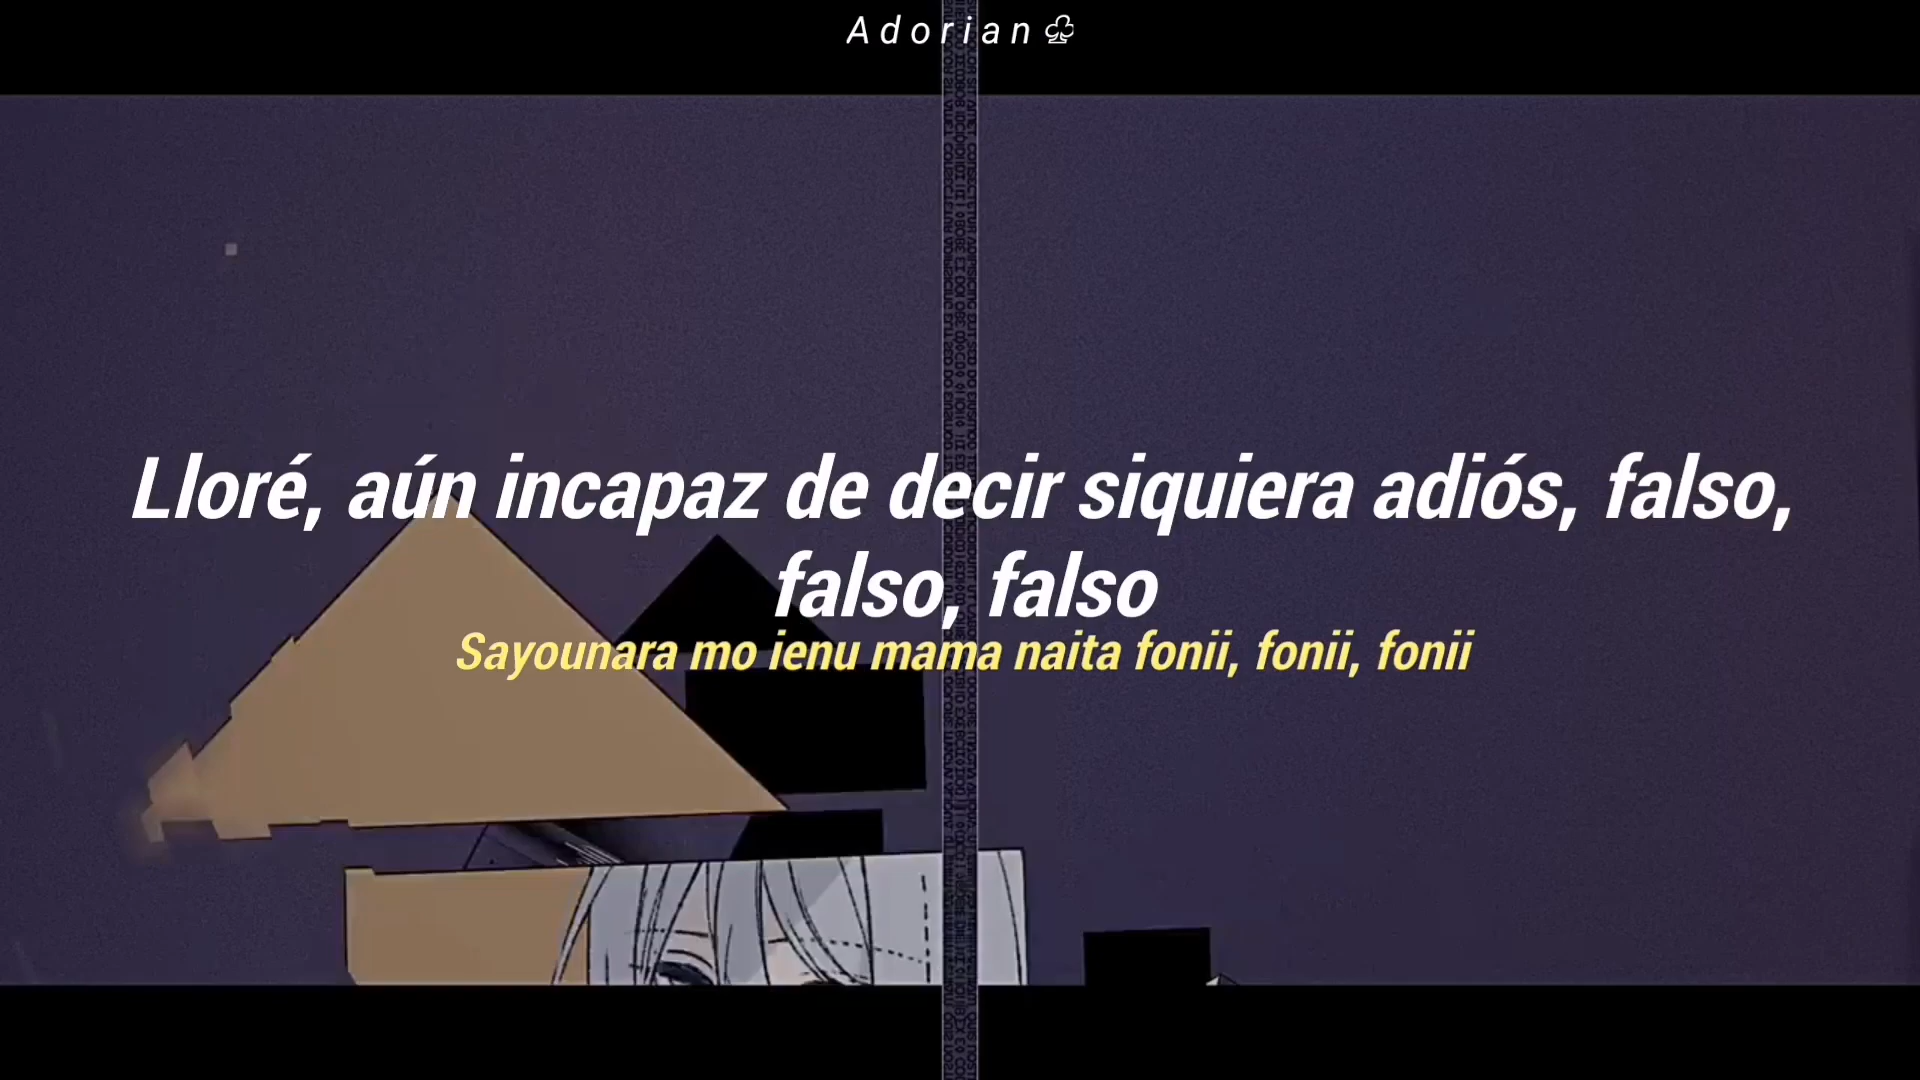 Adorian♧
Lloré, aún incapaz de decir siquiera adiós, falso,
falso, falso
Sayounara mo ienu mama naita fonii, fonii, fonii